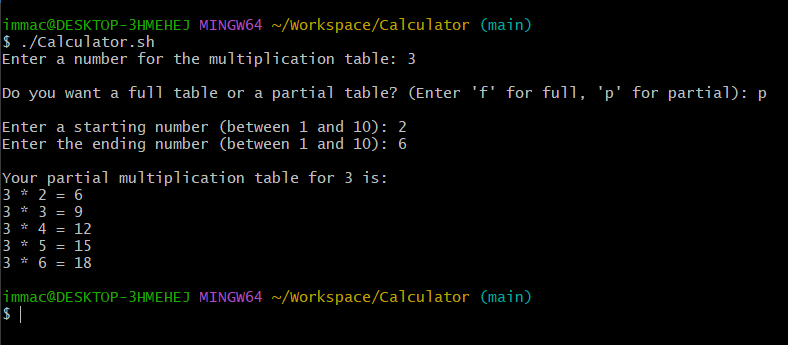 immac@DESKTOP-3HMEHEJ MINGW64 ~/Workspace/Calculator (main)
$ ./Calculator.sh
Enter a number for the multiplication table: 3
Do you want a full table or a partial table? (Enter 'f' for full, 'p' for partial): p
Enter a starting number (between 1 and 10): 2
Enter the ending number (between 1 and 10): 6
Your partial multiplication table for 3 is:
3 * 2 = 6
3 * 3 = 9
3 * 4 = 12
3 * 5 = 15
3 * 6 = 18
immac@DESKTOP-3HMEHEJ MINGW64 ~/Workspace/Calculator (main)
$